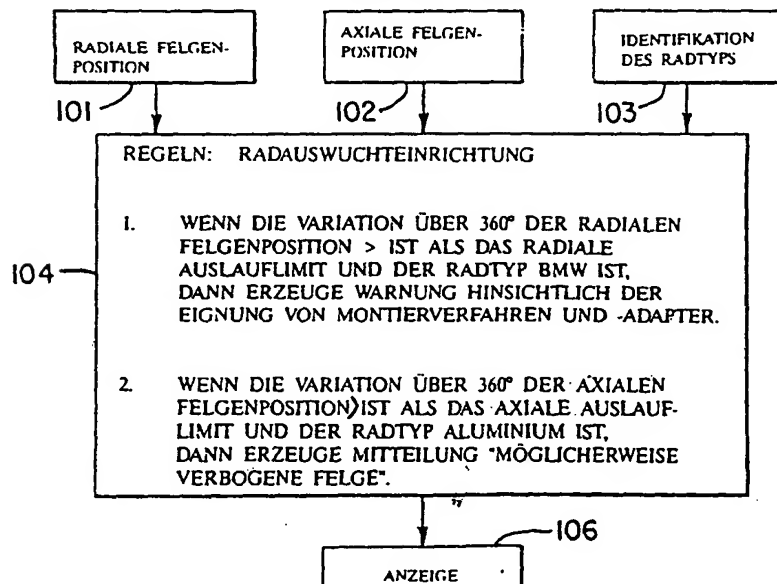 RADIALE FELGEN-
POSITION
AXIALE FELGEN-
POSITION
IDENTIFIKATION
DES RADTYPS
101
102
103
REGELN: RADAUSWUCHTEINRICHTUNG
1. WENN DIE VARIATION ÜBER 360° DER RADIALEN
FELGENPOSITION > IST ALS DAS RADIALE
AUSLAUFLIMIT UND DER RADTYP BMW IST,
DANN ERZEUGE WARNUNG HINSICHTLICH DER
EIGNUNG VON MONTIERVERFAHREN UND -ADAPTER.
104
2. WENN DIE VARIATION ÜBER 360° DER AXIALEN
FELGENPOSITION>IST ALS DAS AXIALE AUSLAUF-
LIMIT UND DER RADTYP ALUMINIUM IST,
DANN ERZEUGE MITTEILUNG "MÖGLICHERWEISE
VERBOGENE FELGE".
106
ANZEIGE